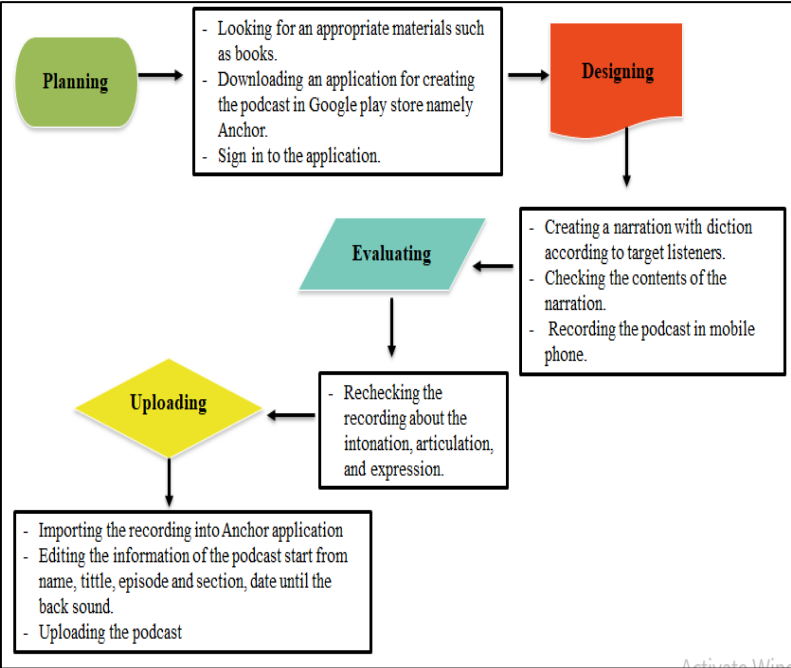 Planning
- Looking for an appropriate materials such
as books.
- Downloading an application for creating
the podcast in Google play store namely
Anchor.
- Sign in to the application.
Designing
- Creating a narration with diction
according to target listeners.
- Checking the contents of the
narration.
- Recording the podcast in mobile
phone.
Evaluating
- Rechecking the
recording about the
intonation, articulation,
and expression.
Uploading
- Importing the recording into Anchor application
- Editing the information of the podcast start from
name, tittle, episode and section, date until the
back sound.
- Uploading the podcast